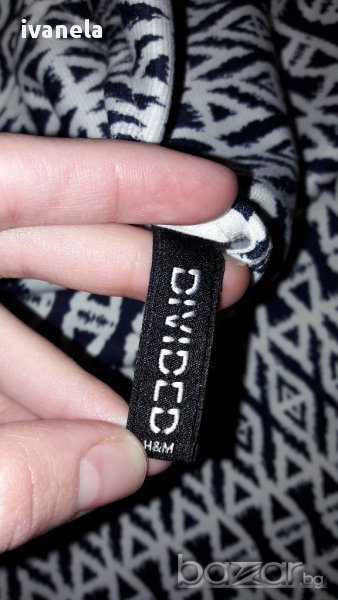 ivanela
DIVIDED
H&M
bazar.bg